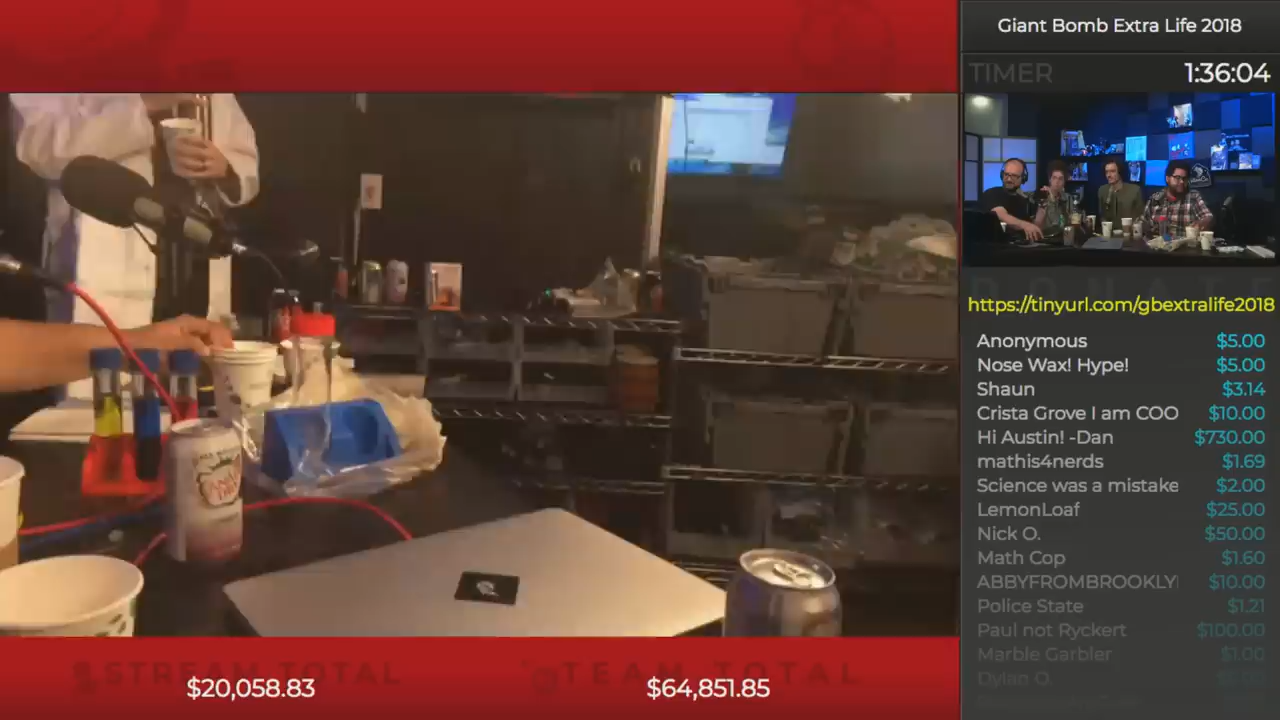 Giant Bomb Extra Life 2018
TIMER 1:36:04
DONATE
https://tinyurl.com/gbextralife2018
Anonymous $5.00
Nose Wax! Hype! $5.00
Shaun $3.14
Crista Grove I am COO $10.00
Hi Austin! -Dan $730.00
mathis4nerds $1.69
Science was a mistake $2.00
LemonLoaf $25.00
Nick O. $50.00
Math Cop $1.60
ABBYFROMBROOKLY $10.00
Police State $1.21
Paul not Ryckert $100.00
Marble Garbler $1.00
Dylan O.
STREAM TOTAL
$20,058.83
TEAM TOTAL
$64,851.85